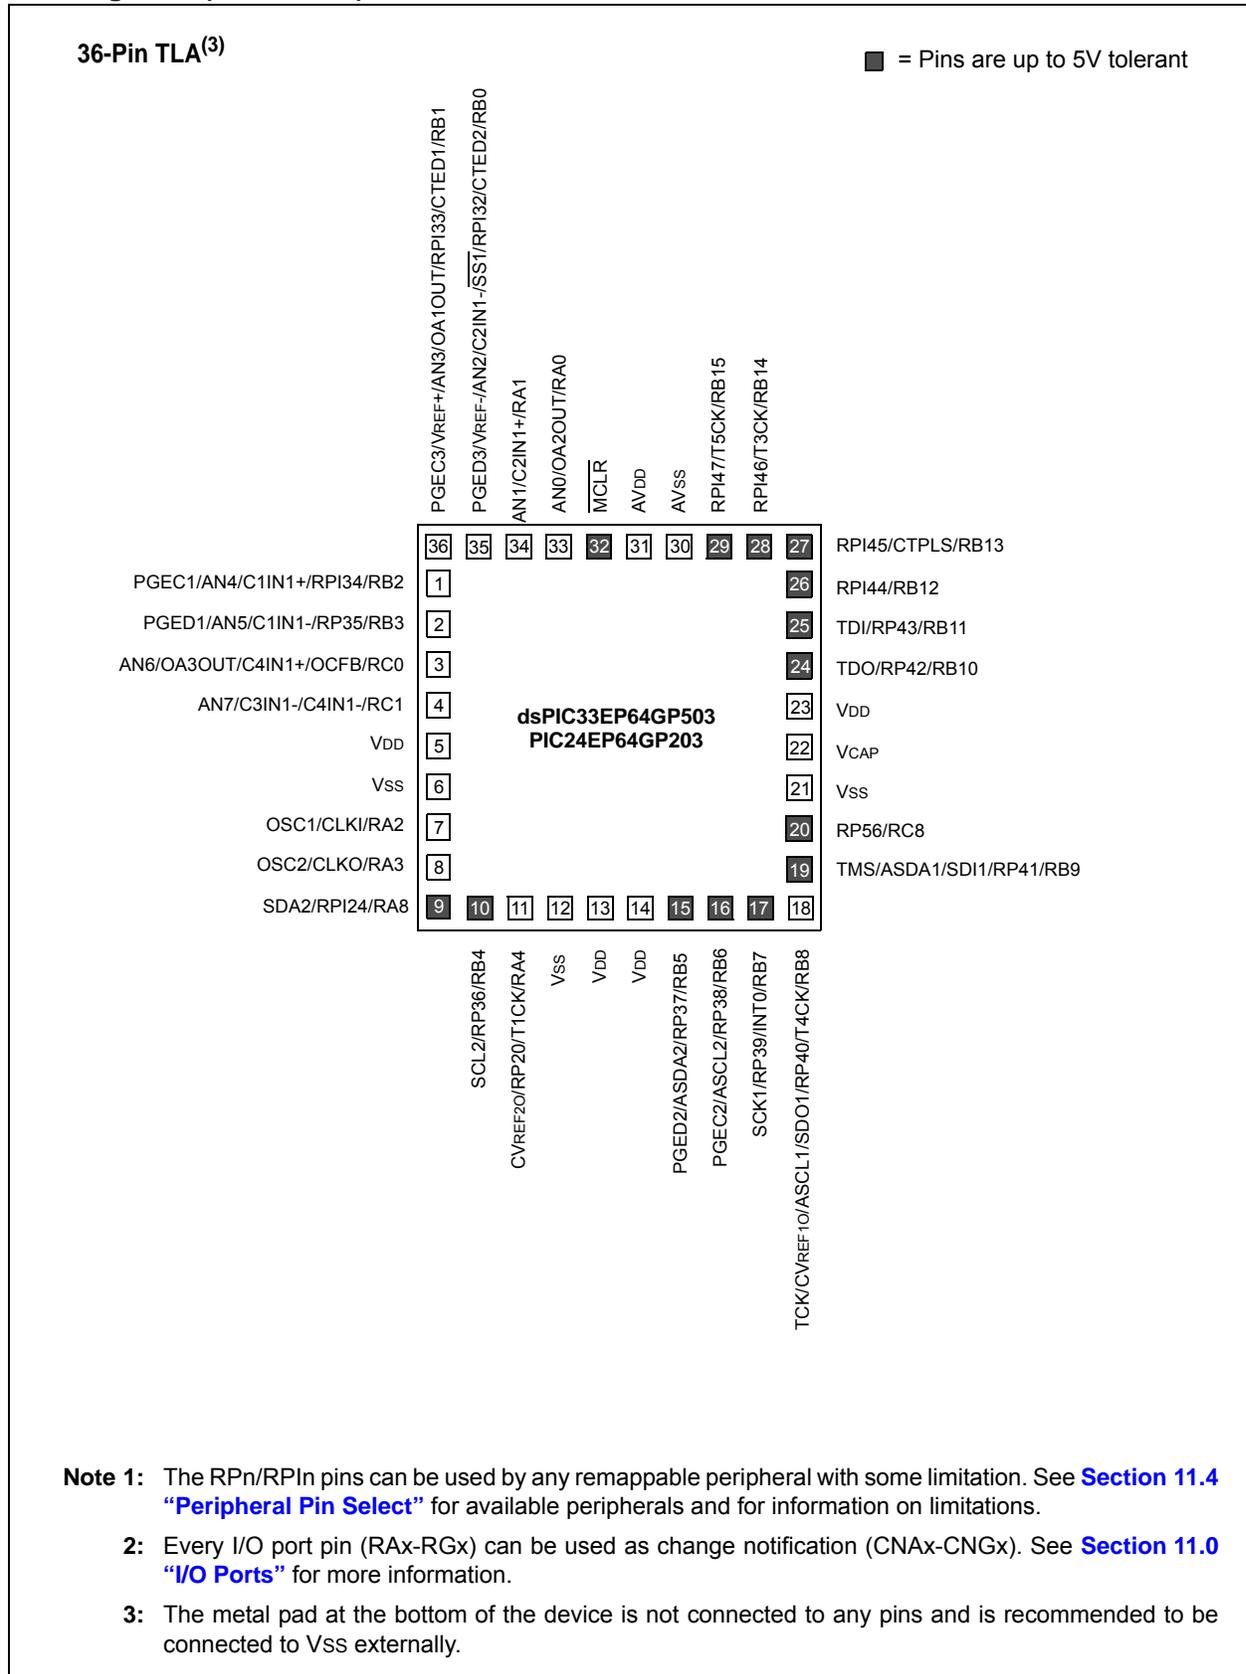 36-Pin TLA(3)
= Pins are up to 5V tolerant
PGEC3/VREF+/AN3/OA1OUT/RPI33/CTED1/RB1
PGED3/VREF-/AN2/C2IN1-/SS1/RPI32/CTED2/RB0
AN1/C2IN1+/RA1
AN0/OA2OUT/RA0
MCLR
AVDD
AVSS
RPI47/T5CK/RB15
RPI46/T3CK/RB14
36 35 34 33 32 31 30 29 28 27 RPI45/CTPLS/RB13
PGEC1/AN4/C1IN1+/RPI34/RB2 1
26 RPI44/RB12
PGED1/AN5/C1IN1-/RP35/RB3 2
25 TDI/RP43/RB11
AN6/OA3OUT/C4IN1+/OCFB/RC0 3
24 TDO/RP42/RB10
AN7/C3IN1-/C4IN1-/RC1 4
23 VDD
dsPIC33EP64GP503
PIC24EP64GP203
VDD 5
22 VCAP
VSS 6
21 VSS
OSC1/CLKI/RA2 7
20 RP56/RC8
OSC2/CLKO/RA3 8
19 TMS/ASDA1/SDI1/RP41/RB9
SDA2/RPI24/RA8 9 10 11 12 13 14 15 16 17 18
SCL2/RP36/RB4
CVREF2O/RP20/T1CK/RA4
VSS
VDD
VDD
PGED2/ASDA2/RP37/RB5
PGEC2/ASCL2/RP38/RB6
SCK1/RP39/INT0/RB7
TCK/CVREF1O/ASCL1/SDO1/RP40/T4CK/RB8
Note 1: The RPn/RPIn pins can be used by any remappable peripheral with some limitation. See Section 11.4
“Peripheral Pin Select” for available peripherals and for information on limitations.
2: Every I/O port pin (RAx-RGx) can be used as change notification (CNAx-CNGx). See Section 11.0
“I/O Ports” for more information.
3: The metal pad at the bottom of the device is not connected to any pins and is recommended to be
connected to VSS externally.